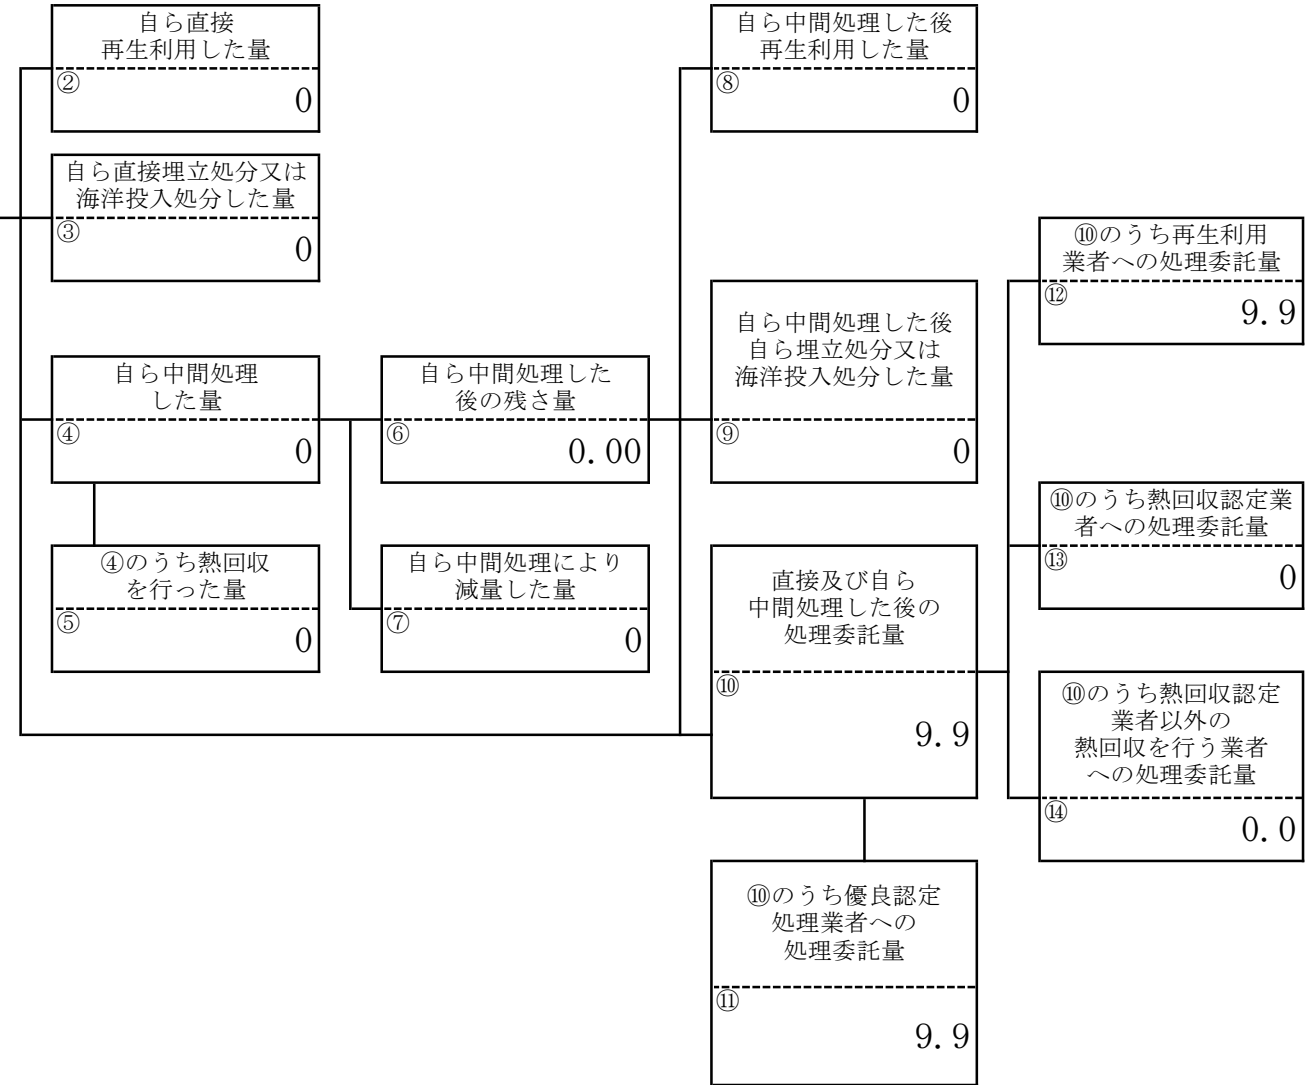 自ら直接
再生利用した量
②
0
自ら直接埋立処分又は
海洋投入処分した量
③
0
自ら中間処理
した量
④
0
④のうち熱回収
を行った量
⑤
0
自ら中間処理した
後の残さ量
⑥
0.00
自ら中間処理により
減量した量
⑦
0
自ら中間処理した後
再生利用した量
⑧
0
自ら中間処理した後
自ら埋立処分又は
海洋投入処分した量
⑨
0
直接及び自ら
中間処理した後の
処理委託量
⑩
9.9
⑩のうち優良認定
処理業者への
処理委託量
⑪
9.9
⑩のうち再生利用
業者への処理委託量
⑫
9.9
⑩のうち熱回収認定業
者への処理委託量
⑬
0
⑩のうち熱回収認定
業者以外の
熱回収を行う業者
への処理委託量
⑭
0.0